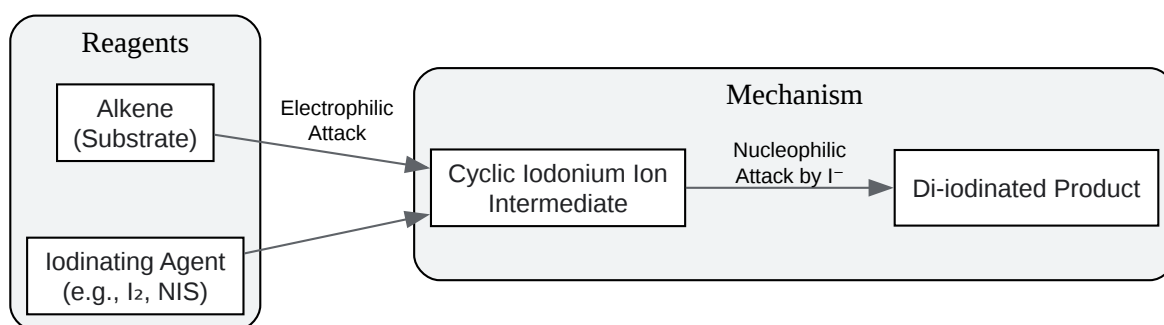 Reagents
Alkene
(Substrate)
Iodinating Agent
(e.g., I₂, NIS)
Electrophilic
Attack
Mechanism
Cyclic Iodonium Ion
Intermediate
Nucleophilic
Attack by I⁻
Di-iodinated Product